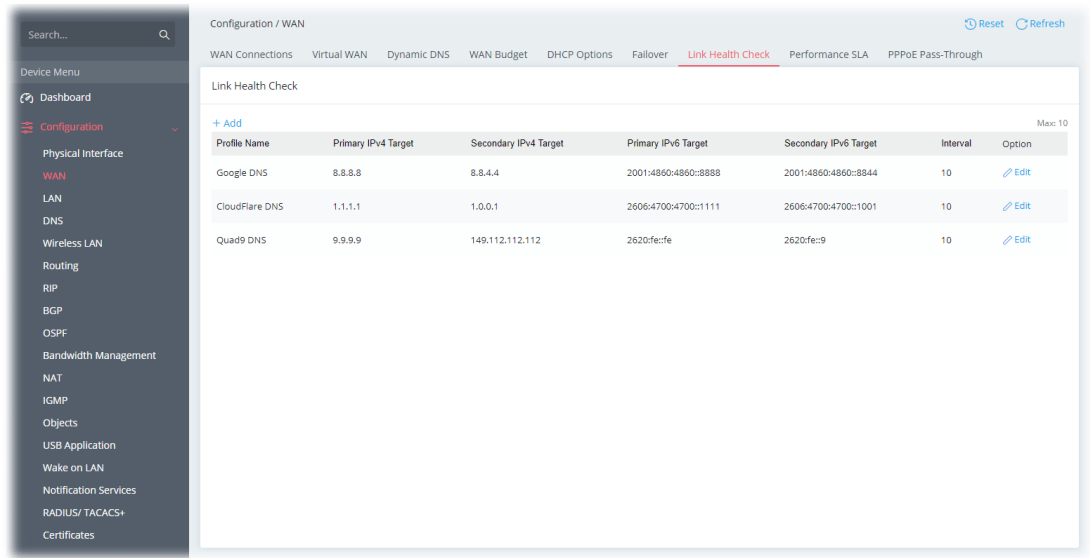 Search...
Device Menu
Dashboard
Configuration
Physical Interface
WAN
LAN
DNS
Wireless LAN
Routing
RIP
BGP
OSPF
Bandwidth Management
NAT
IGMP
Objects
USB Application
Wake on LAN
Notification Services
RADIUS/ TACACS+
Certificates
Configuration / WAN Reset Refresh
WAN Connections Virtual WAN Dynamic DNS WAN Budget DHCP Options Failover Link Health Check Performance SLA PPPoE Pass-Through
Link Health Check
+ Add Max: 10
Profile Name Primary IPv4 Target Secondary IPv4 Target Primary IPv6 Target Secondary IPv6 Target Interval Option
Google DNS 8.8.8.8 8.8.4.4 2001:4860:4860::8888 2001:4860:4860::8844 10 Edit
CloudFlare DNS 1.1.1.1 1.0.0.1 2606:4700:4700::1111 2606:4700:4700::1001 10 Edit
Quad9 DNS 9.9.9.9 149.112.112.112 2620:fe::fe 2620:fe::9 10 Edit